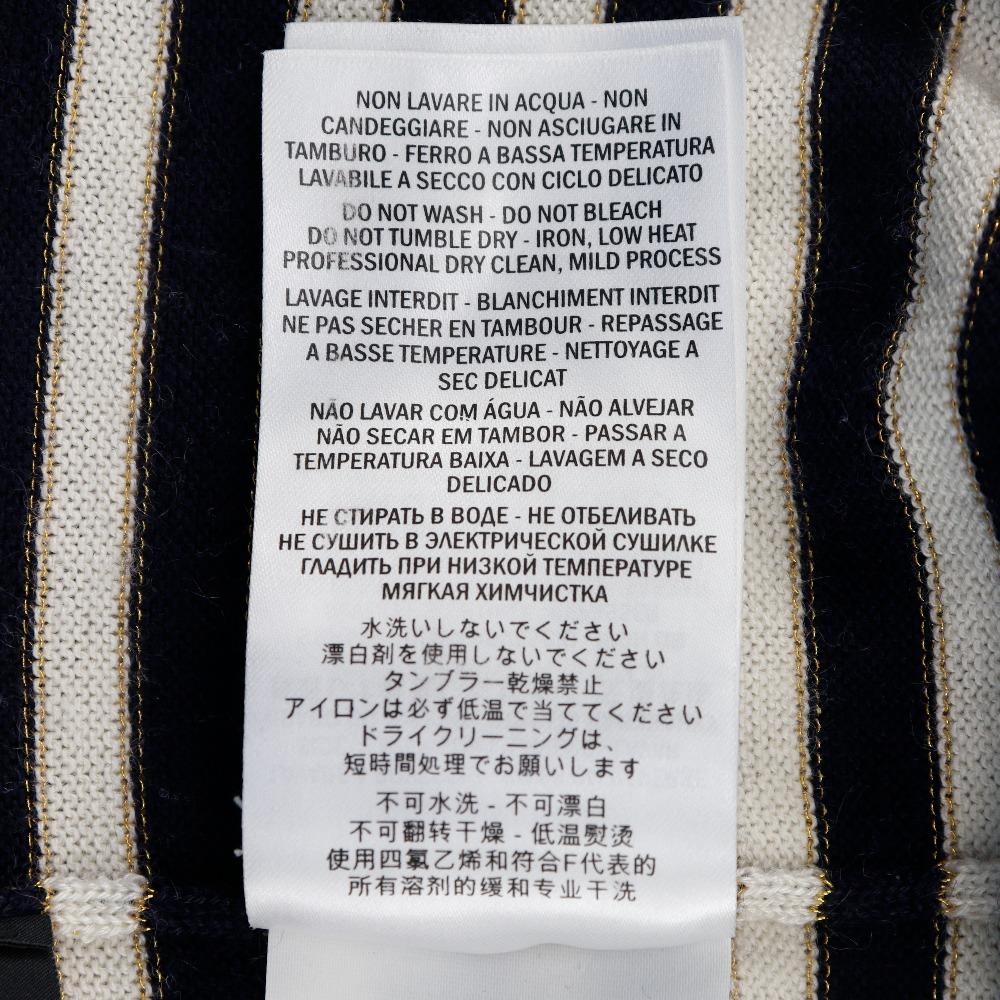 NON LAVARE IN ACQUA - NON
CANDEGGIARE - NON ASCIUGARE IN
TAMBURO - FERRO A BASSA TEMPERATURA
LAVABILE A SECCO CON CICLO DELICATO
DO NOT WASH - DO NOT BLEACH
DO NOT TUMBLE DRY - IRON, LOW HEAT
PROFESSIONAL DRY CLEAN, MILD PROCESS
LAVAGE INTERDIT - BLANCHIMENT INTERDIT
NE PAS SECHER EN TAMBOUR - REPASSAGE
A BASSE TEMPERATURE - NETTOYAGE A
SEC DELICAT
NÃO LAVAR COM ÁGUA - NÃO ALVEJAR
NÃO SECAR EM TAMBOR - PASSAR A
TEMPERATURA BAIXA - LAVAGEM A SECO
DELICADO
НЕ СТИРАТЬ В ВОДЕ - НЕ ОТБЕЛИВАТЬ
НЕ СУШИТЬ В ЭЛЕКТРИЧЕСКОЙ СУШИЛКЕ
ГЛАДИТЬ ПРИ НИЗКОЙ ТЕМПЕРАТУРЕ
МЯГКАЯ ХИМЧИСТКА
水洗いしないでください
漂白剤を使用しないでください
タンブラー乾燥禁止
アイロンは必ず低温で当ててください
ドライクリーニングは、
短時間処理でお願いします
不可水洗 - 不可漂白
不可翻转干燥 - 低温熨烫
使用四氯乙烯和符合F代表的
所有溶剂的缓和专业干洗